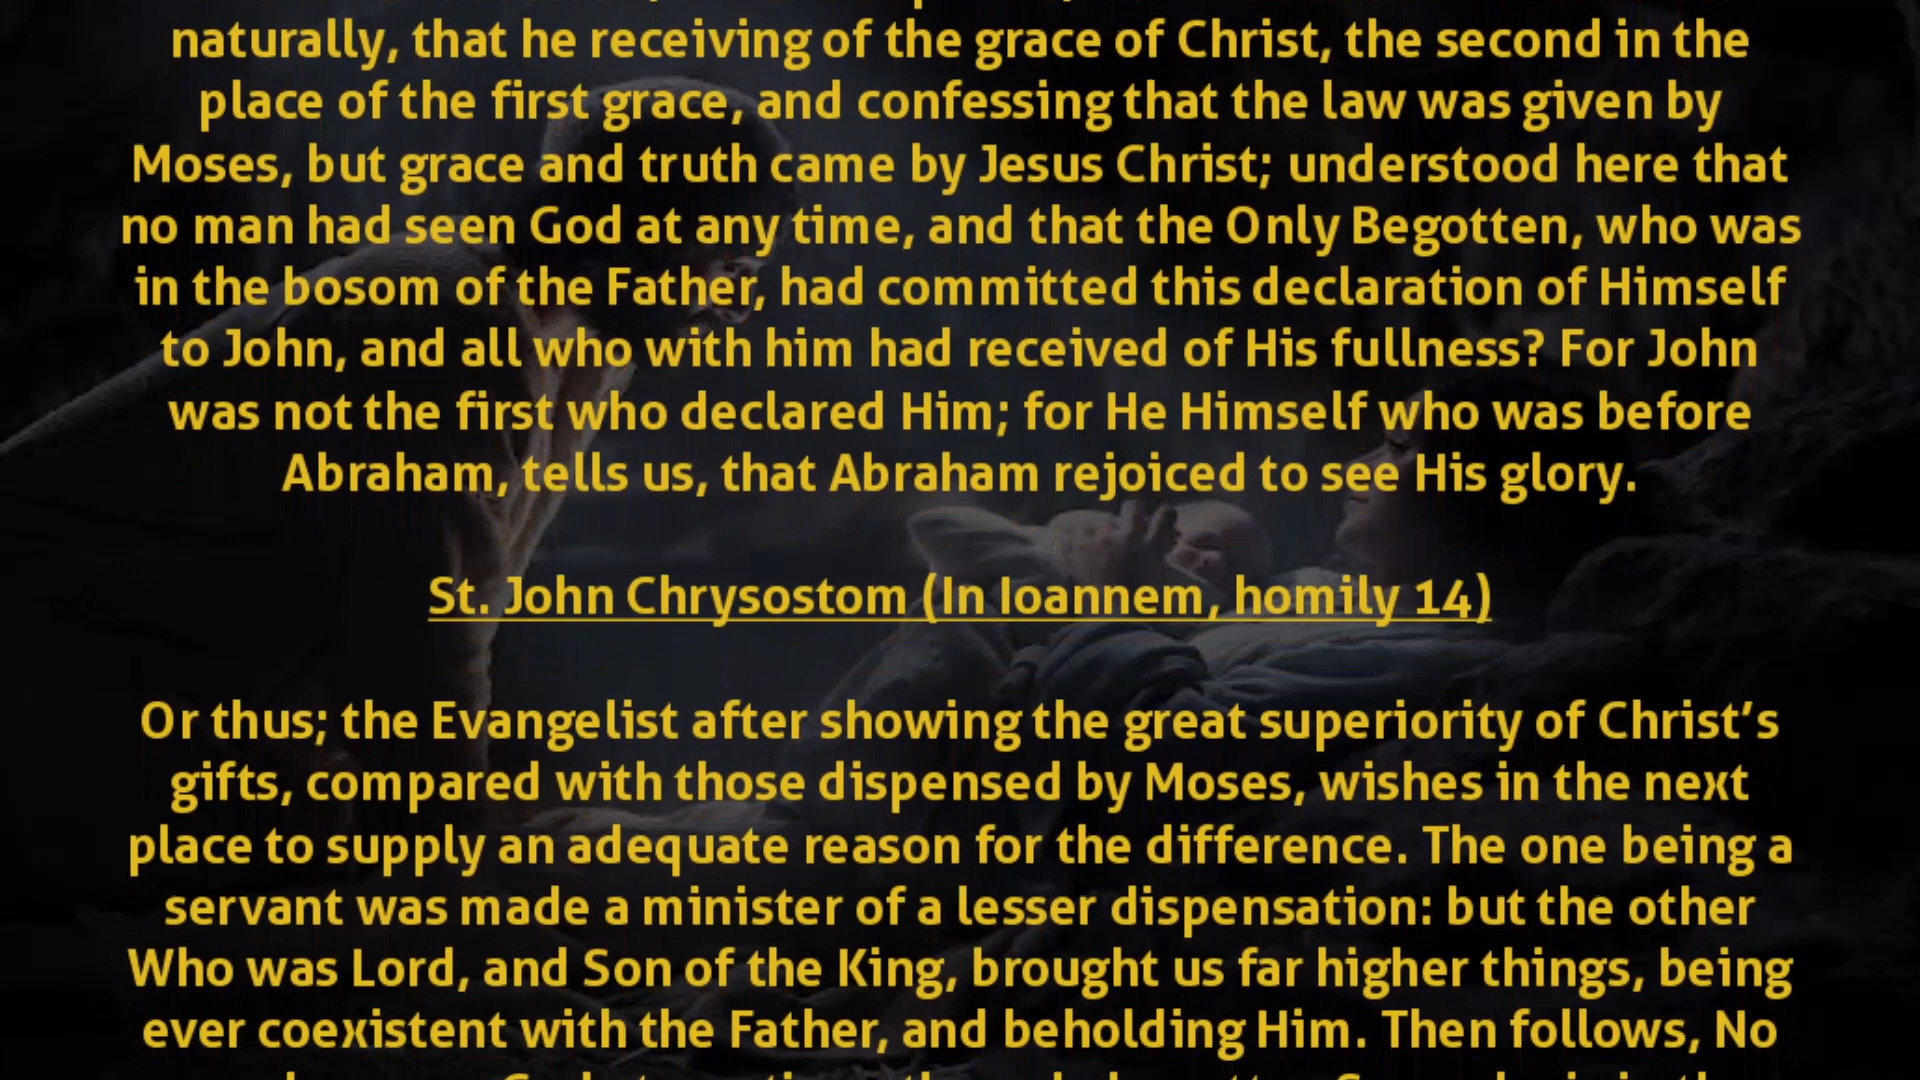 naturally, that he receiving of the grace of Christ, the second in the
place of the first grace, and confessing that the law was given by
Moses, but grace and truth came by Jesus Christ; understood here that
no man had seen God at any time, and that the Only Begotten, who was
in the bosom of the Father, had committed this declaration of Himself
to John, and all who with him had received of His fullness? For John
was not the first who declared Him; for He Himself who was before
Abraham, tells us, that Abraham rejoiced to see His glory.
St. John Chrysostom (In Ioannem, homily 14)
Or thus; the Evangelist after showing the great superiority of Christ’s
gifts, compared with those dispensed by Moses, wishes in the next
place to supply an adequate reason for the difference. The one being a
servant was made a minister of a lesser dispensation: but the other
Who was Lord, and Son of the King, brought us far higher things, being
ever coexistent with the Father, and beholding Him. Then follows, No